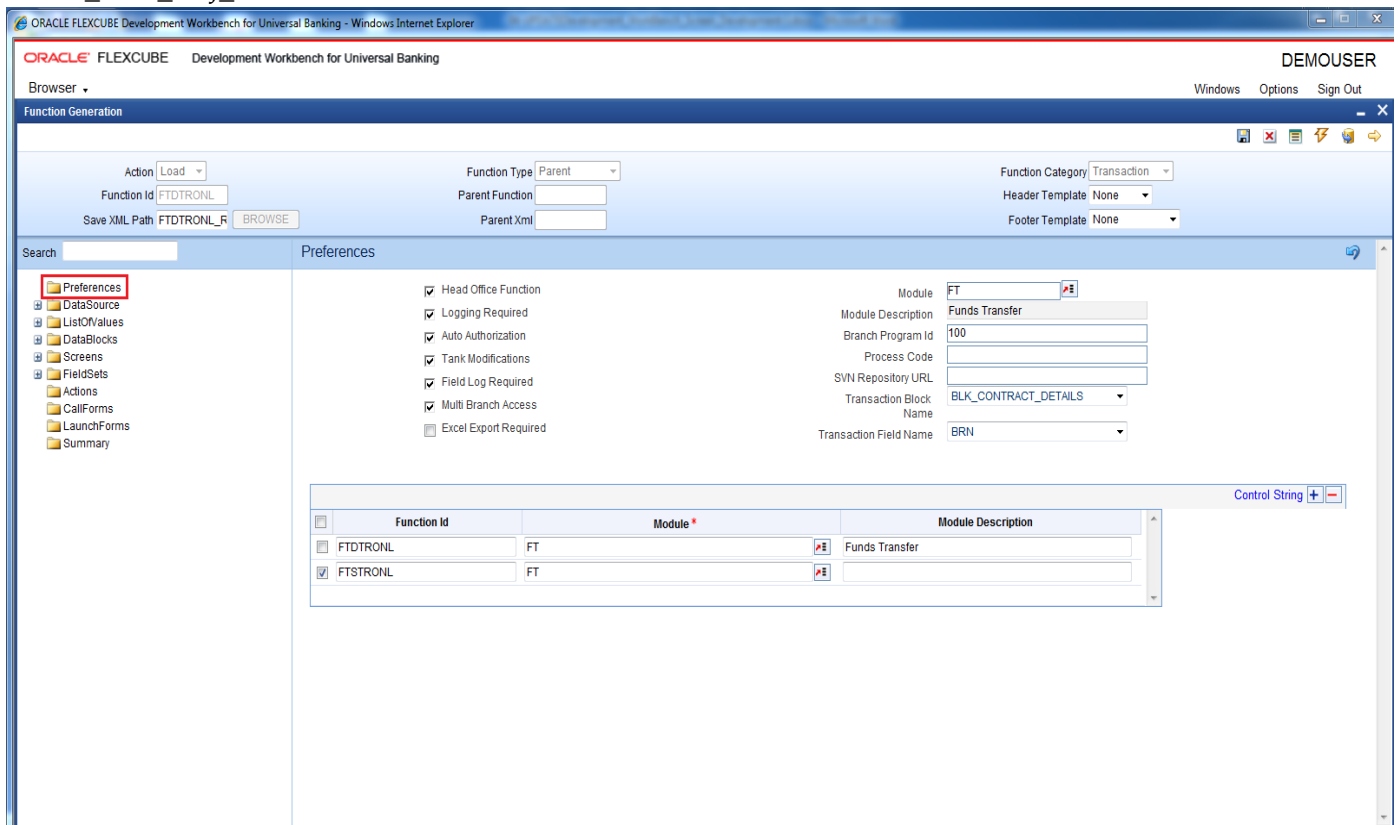 ORACLE FLEXCUBE Development Workbench for Universal Banking - Windows Internet Explorer
ORACLE FLEXCUBE Development Workbench for Universal Banking DEMOUSER
Browser Windows Options Sign Out
Function Generation
Action Load Function Type Parent Function Category Transaction
Function Id FTDTRONL Parent Function Header Template None
Save XML Path FTDTRONL_R BROWSE Parent Xml Footer Template None
Search Preferences
Preferences
DataSource
ListOfValues
DataBlocks
Screens
FieldSets
Actions
CallForms
LaunchForms
Summary
Head Office Function
Logging Required
Auto Authorization
Tank Modifications
Field Log Required
Multi Branch Access
Excel Export Required
Module FT
Module Description Funds Transfer
Branch Program Id 100
Process Code
SVN Repository URL
Transaction Block Name BLK_CONTRACT_DETAILS
Transaction Field Name BRN
Control String
Function Id Module * Module Description
FTDTRONL FT Funds Transfer
FTSTRONL FT